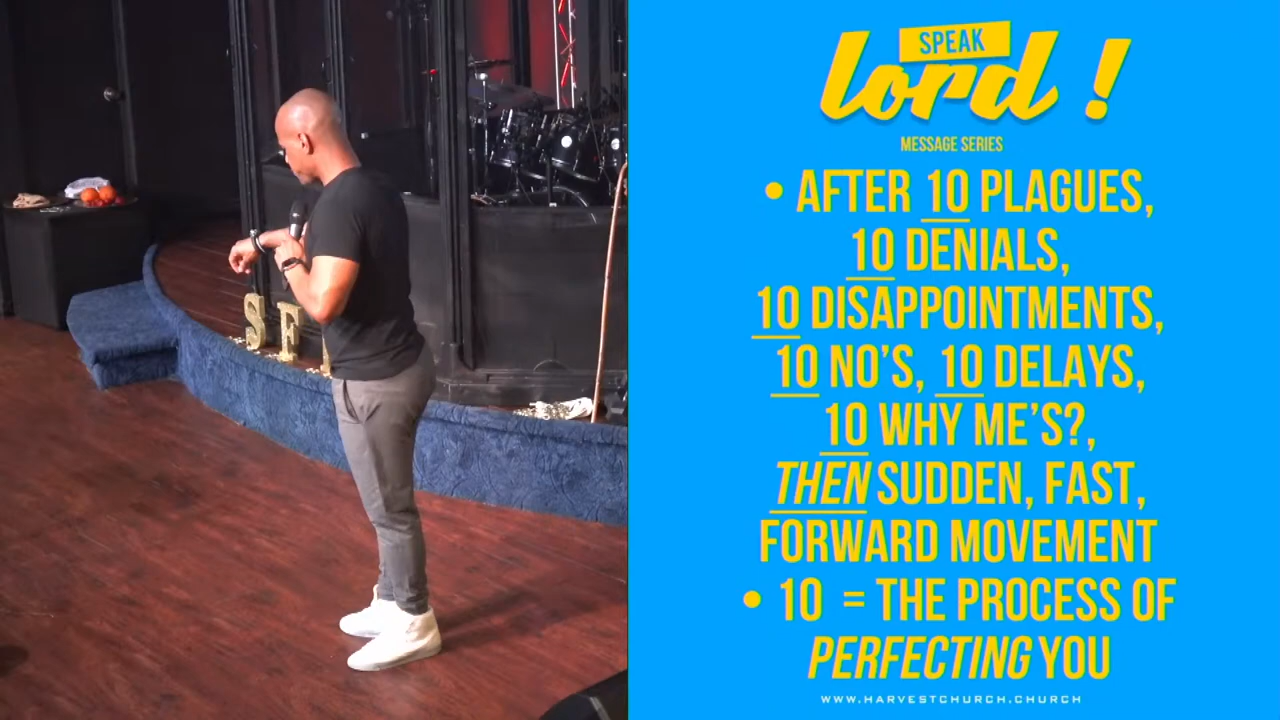 S F
SPEAK
lord!
MESSAGE SERIES
• AFTER 10 PLAGUES,
10 DENIALS,
10 DISAPPOINTMENTS,
10 NO'S, 10 DELAYS,
10 WHY ME'S?,
THEN SUDDEN, FAST,
FORWARD MOVEMENT
• 10 = THE PROCESS OF
PERFECTING YOU
WWW.HARVESTCHURCH.CHURCH